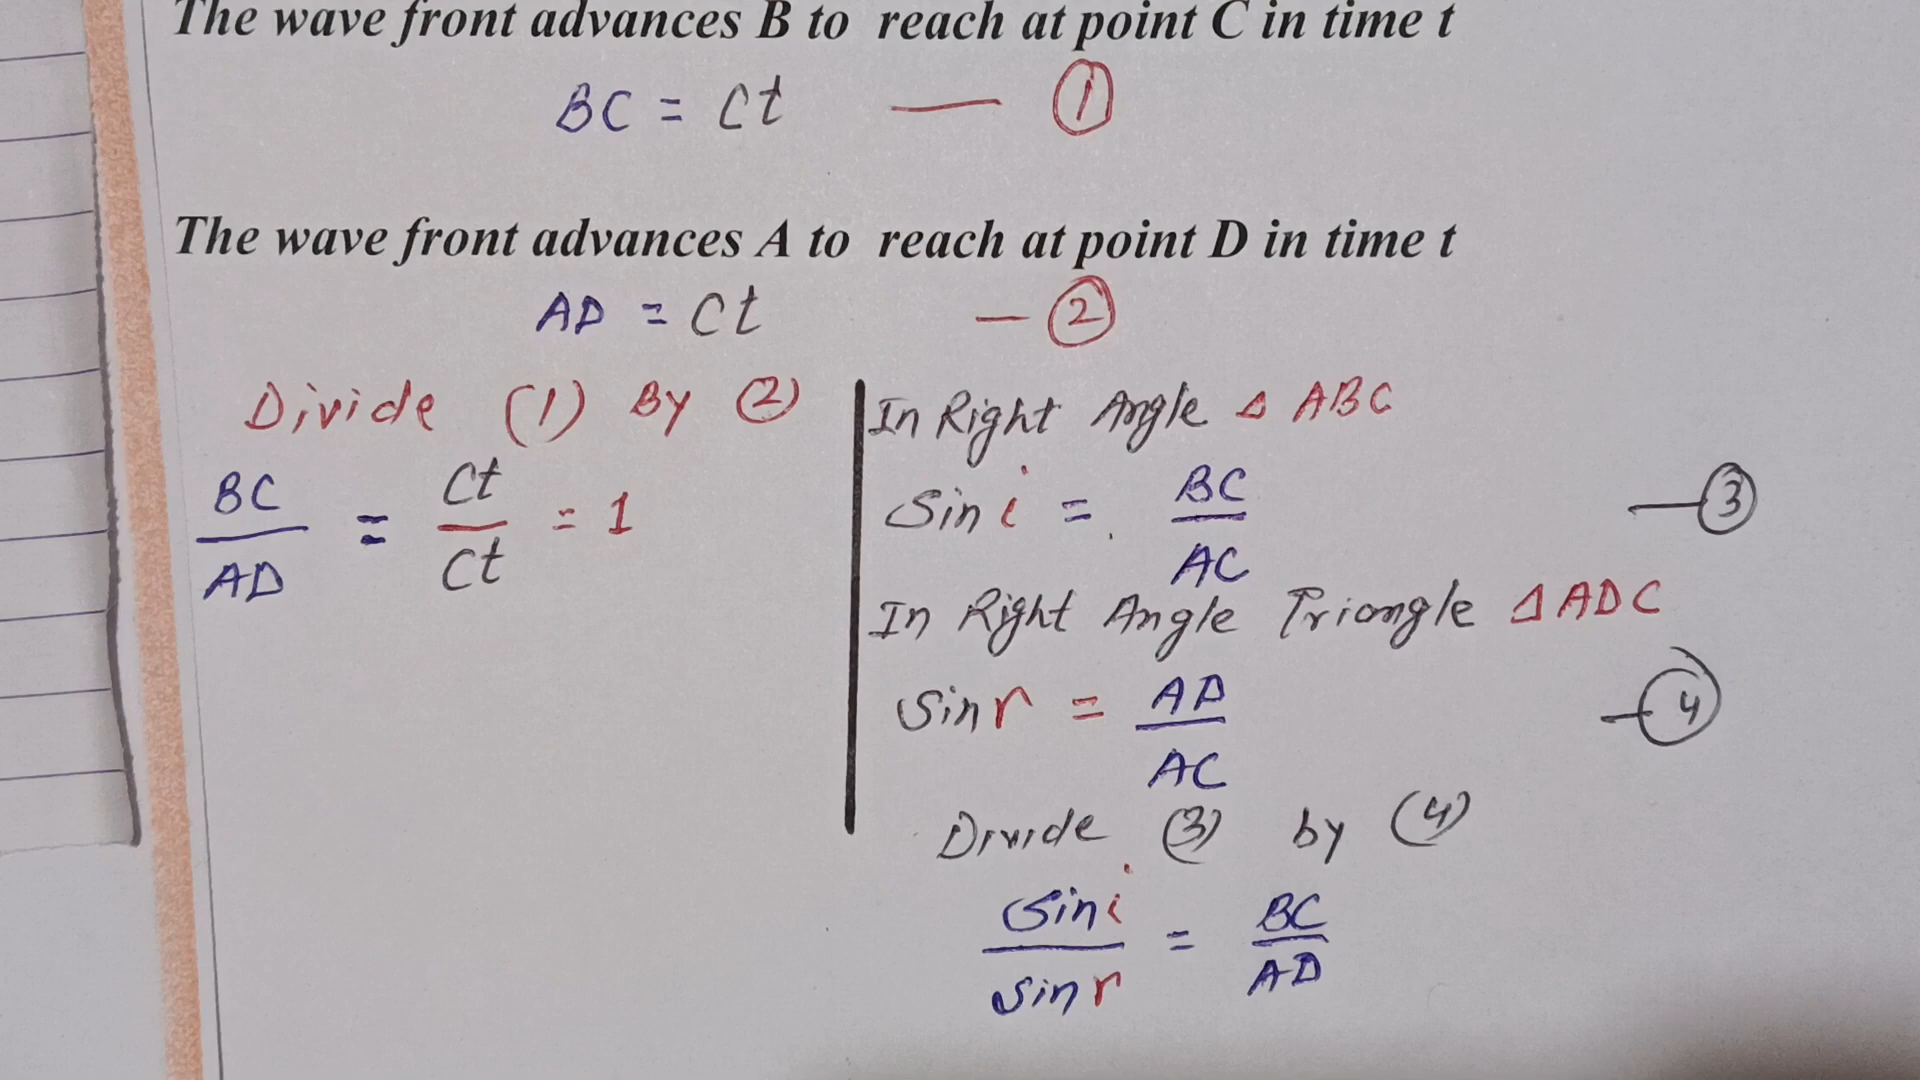 The wave front advances B to reach at point C in time t
BC = Ct — 1
The wave front advances A to reach at point D in time t
AD = Ct — 2
Divide (1) By (2)
BC/AD = Ct/Ct = 1
In Right Angle Δ ABC
Sin i = BC/AC — 3
In Right Angle Triangle Δ ADC
Sin r = AD/AC — 4
Divide (3) by (4)
Sin i/Sin r = BC/AD